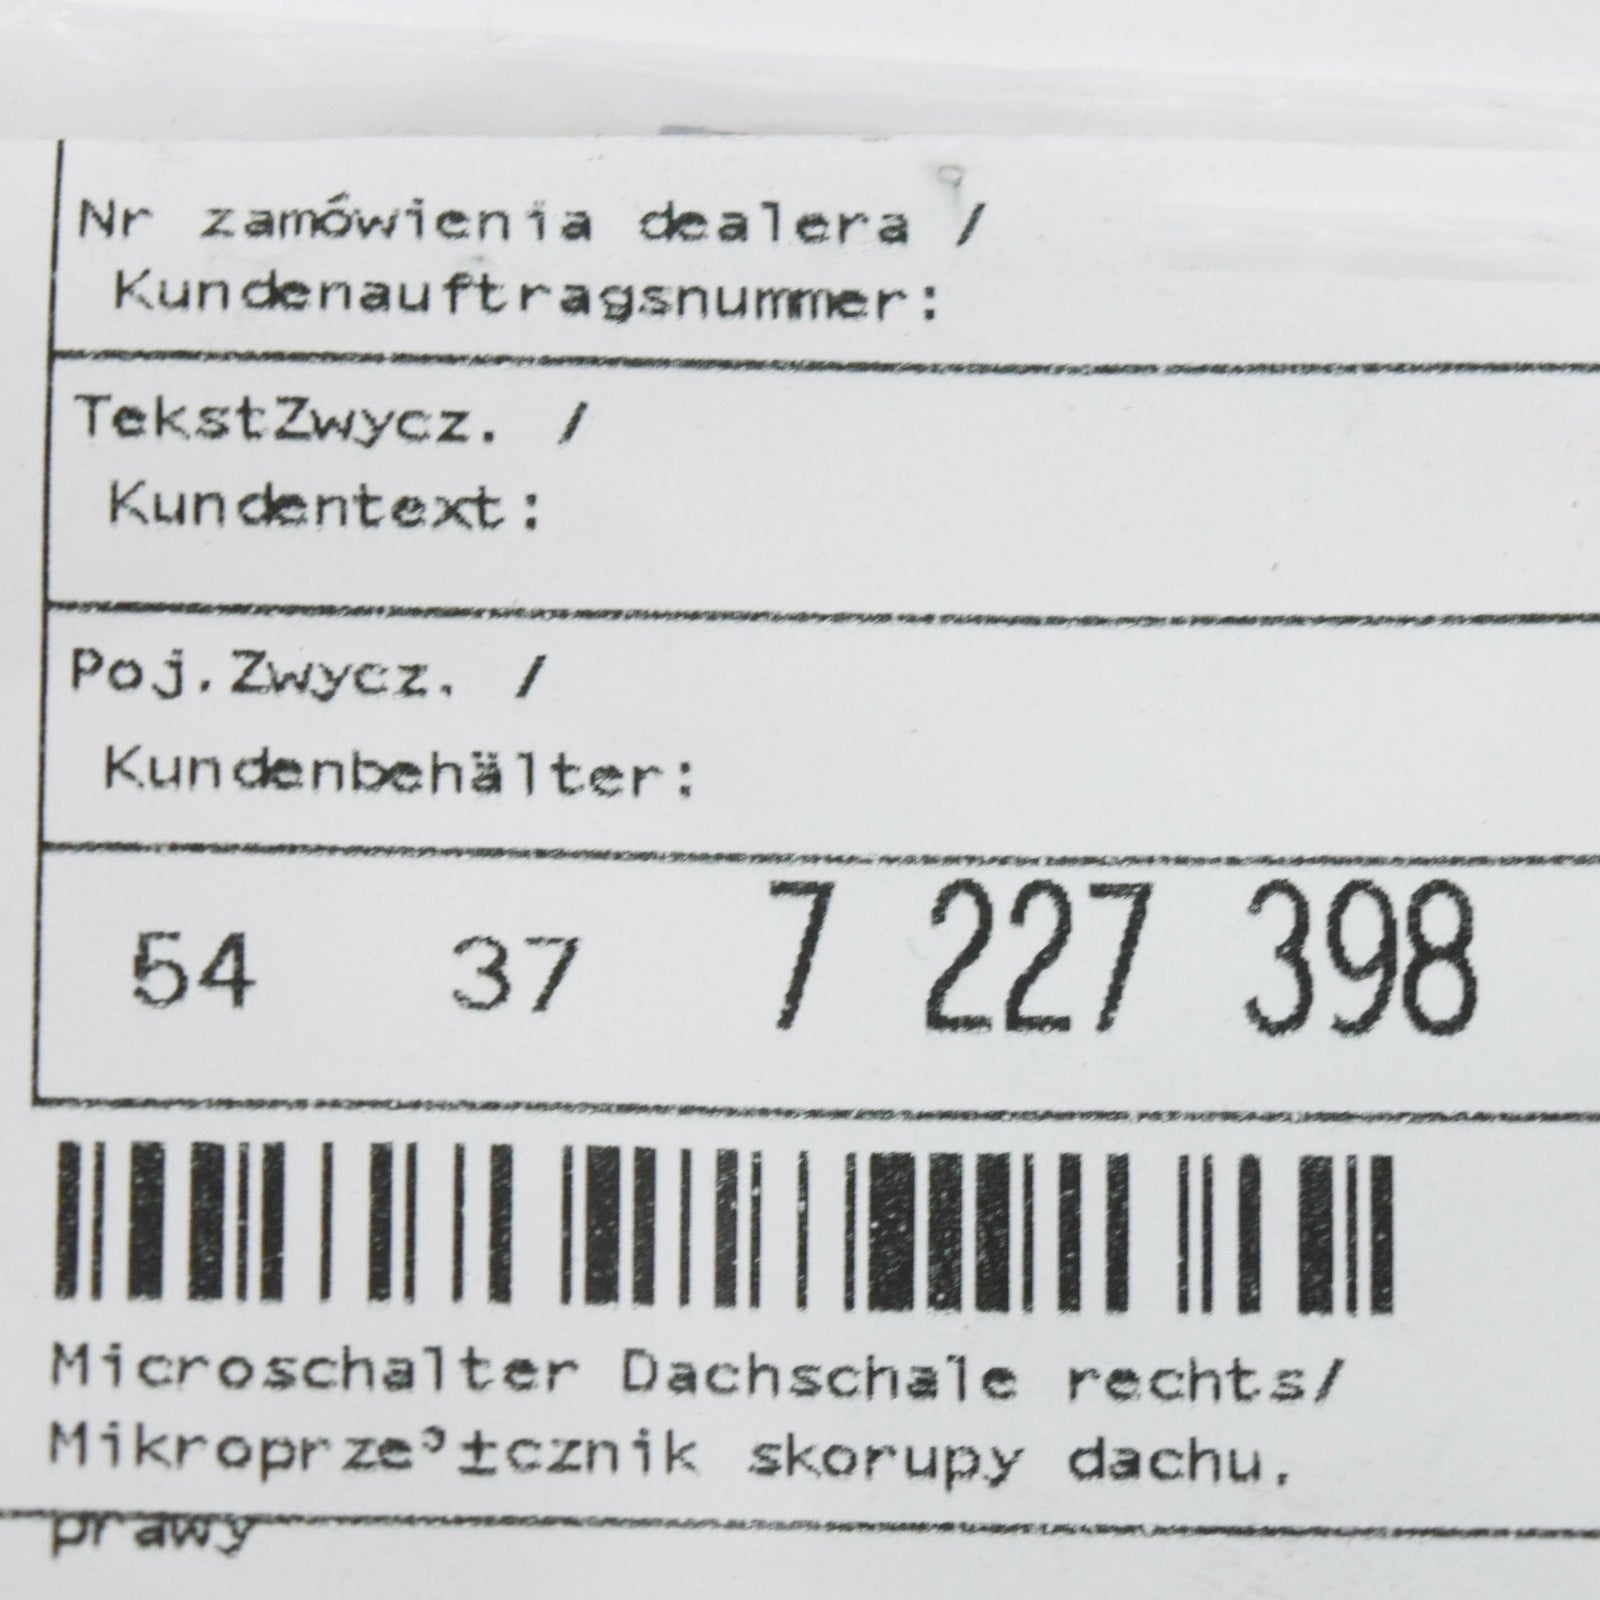 Nr zamówienia dealera /
Kundenauftragsnummer:
TekstZwycz. /
Kundentext:
Poj.Zwycz. /
Kundenbehälter:
54 37 7 227 398
Microschalter Dachschale rechts/
Mikroprze³±cznik skorupy dachu.
prawy